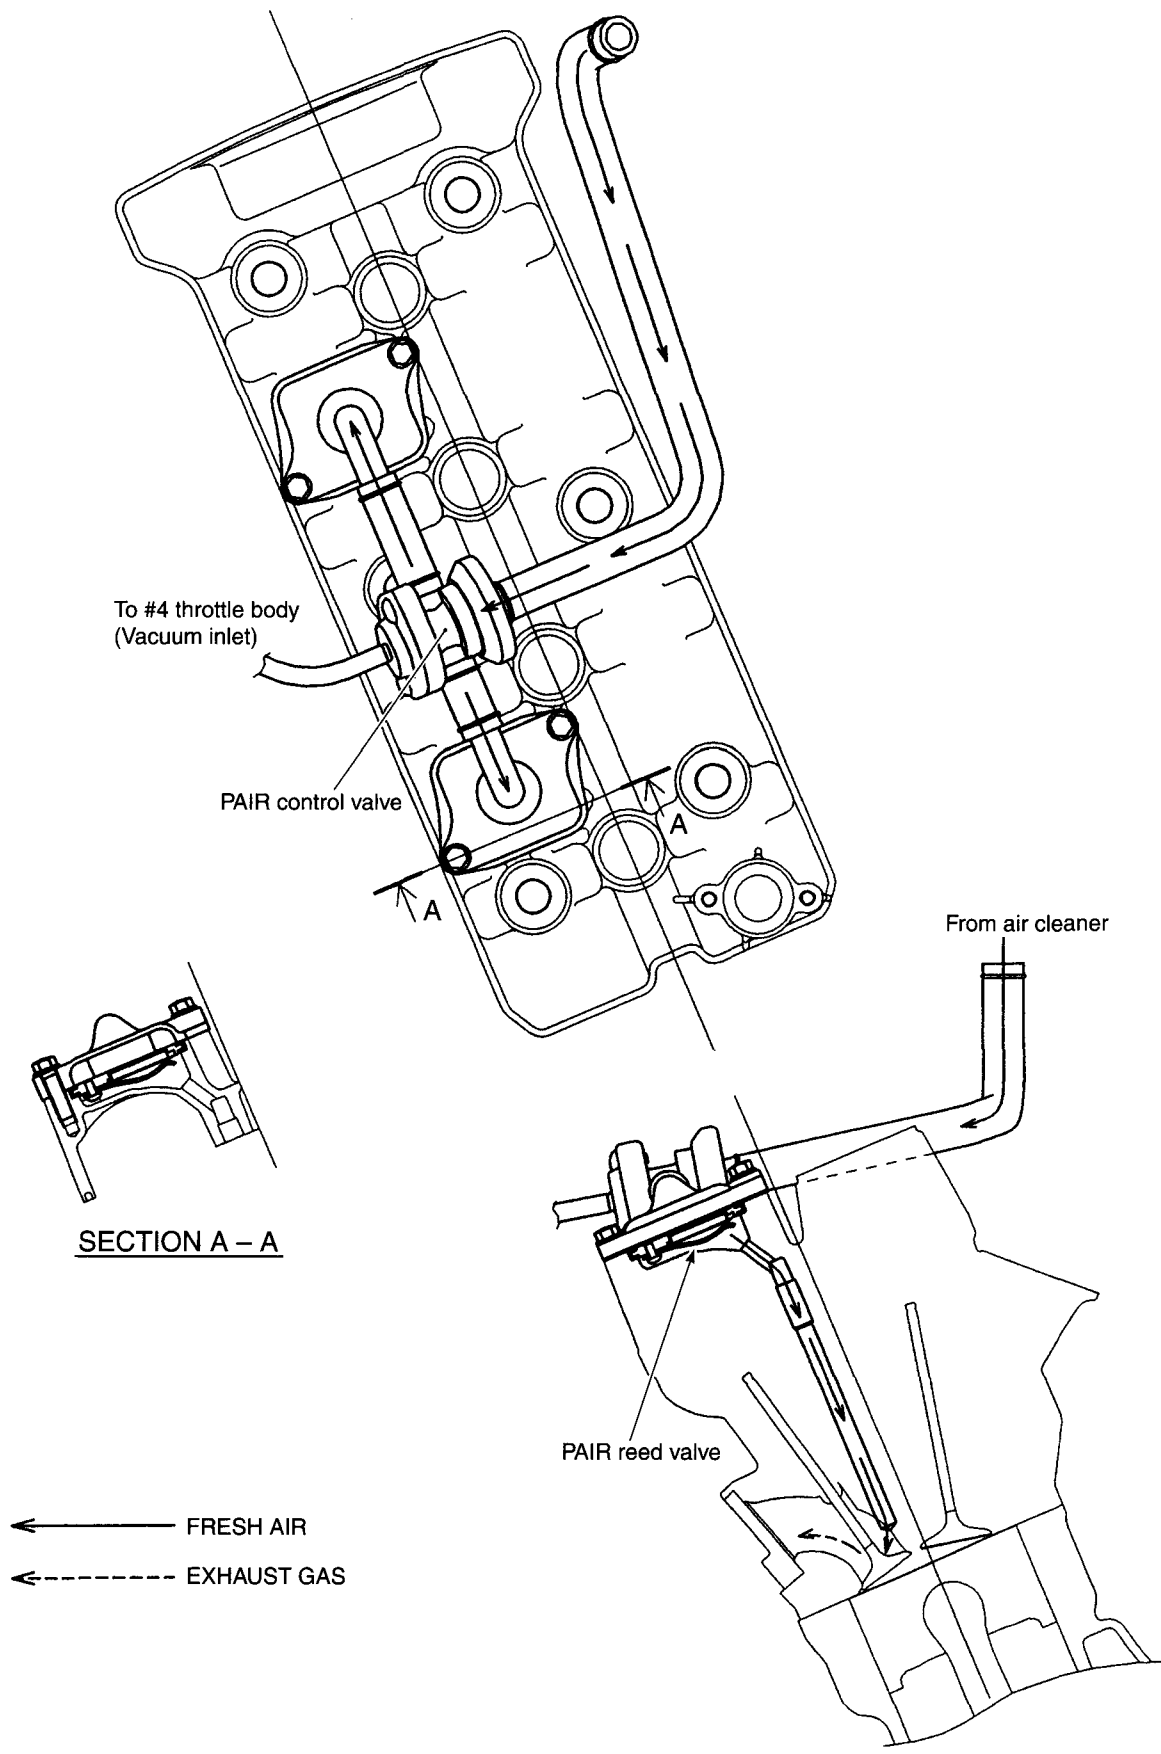 To #4 throttle body
(Vacuum inlet)
PAIR control valve
A
A
From air cleaner
SECTION A – A
PAIR reed valve
FRESH AIR
EXHAUST GAS